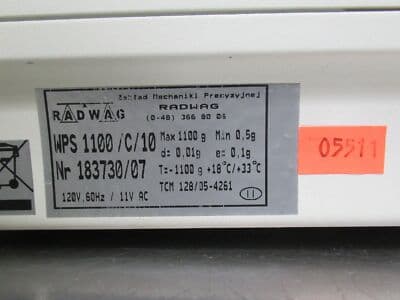 Zakład Mechaniki Precyzyjnej
RADWAG
RADWAG
(0-48) 366 80 06
WPS 1100 /C/10
Max 1100 g Min 0,5g
d= 0,01g e= 0,1g
Nr 183730/07
T=-1100 g +18°C/+33°C
120V,60Hz / 11V AC
TCM 128/05-4261
II
05511